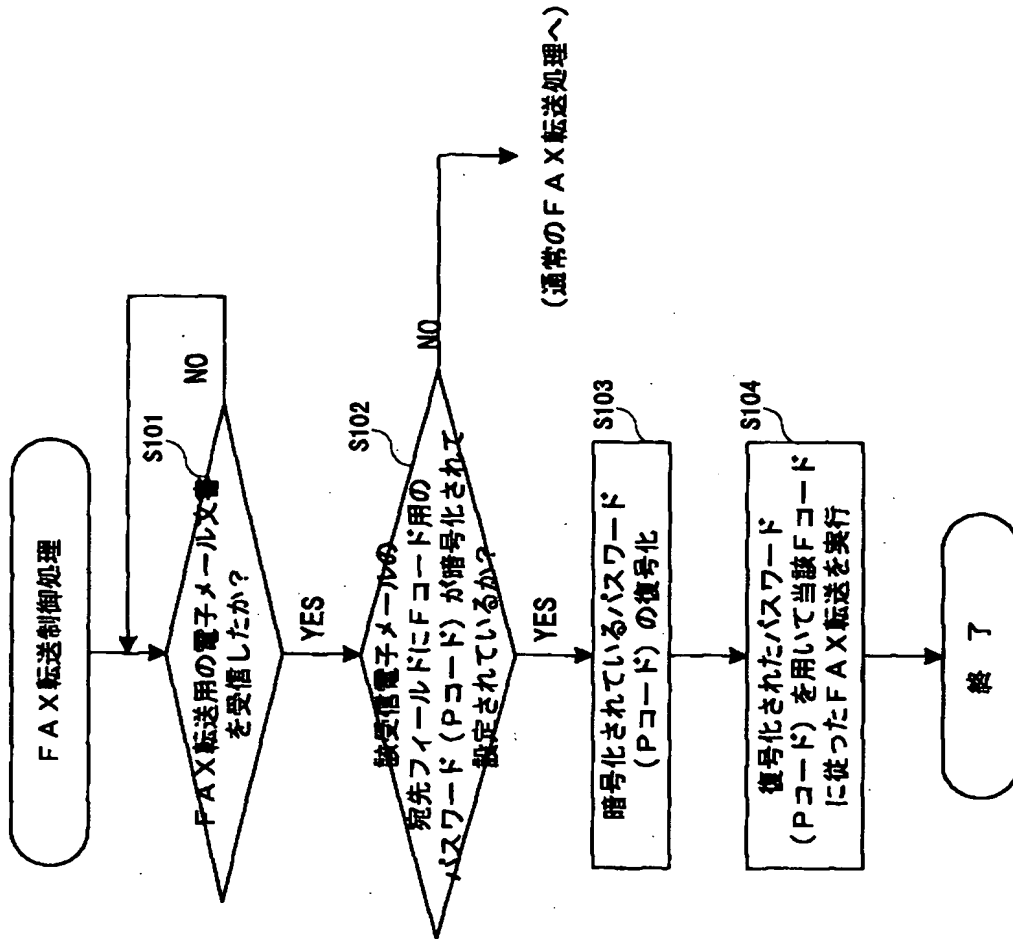 FAX転送制御処理
S101
FAX転送用の電子メール文書
を受信したか?
NO
YES
S102
該受信電子メールの
宛先フィールドにFコード用の
パスワード(Pコード)が暗号化されて
設定されているか?
NO
(通常のFAX転送処理へ)
YES
S103
暗号化されているパスワード
(Pコード)の復号化
S104
復号化されたパスワード
(Pコード)を用いて当該Fコード
に従ったFAX転送を実行
終了